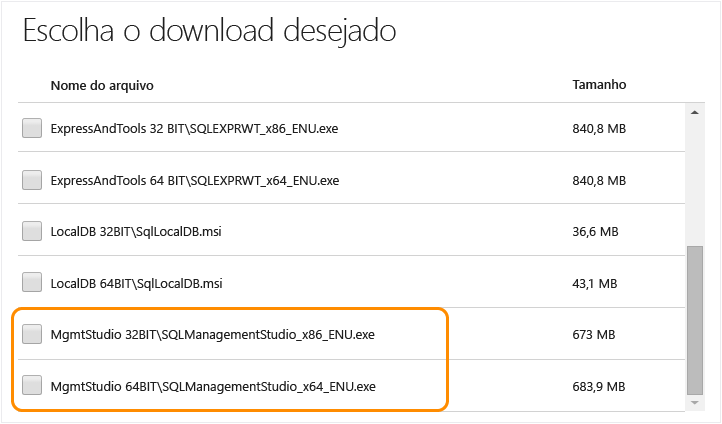 Escolha o download desejado
Nome do arquivo Tamanho
ExpressAndTools 32 BIT\SQLEXPRWT_x86_ENU.exe 840,8 MB
ExpressAndTools 64 BIT\SQLEXPRWT_x64_ENU.exe 840,8 MB
LocalDB 32BIT\SqlLocalDB.msi 36,6 MB
LocalDB 64BIT\SqlLocalDB.msi 43,1 MB
MgmtStudio 32BIT\SQLManagementStudio_x86_ENU.exe 673 MB
MgmtStudio 64BIT\SQLManagementStudio_x64_ENU.exe 683,9 MB